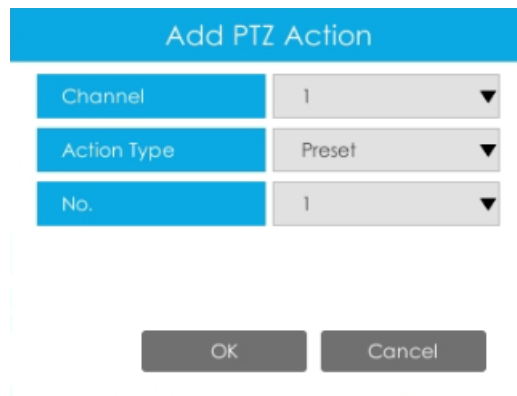 Add PTZ Action
Channel 1
Action Type Preset
No. 1
OK Cancel